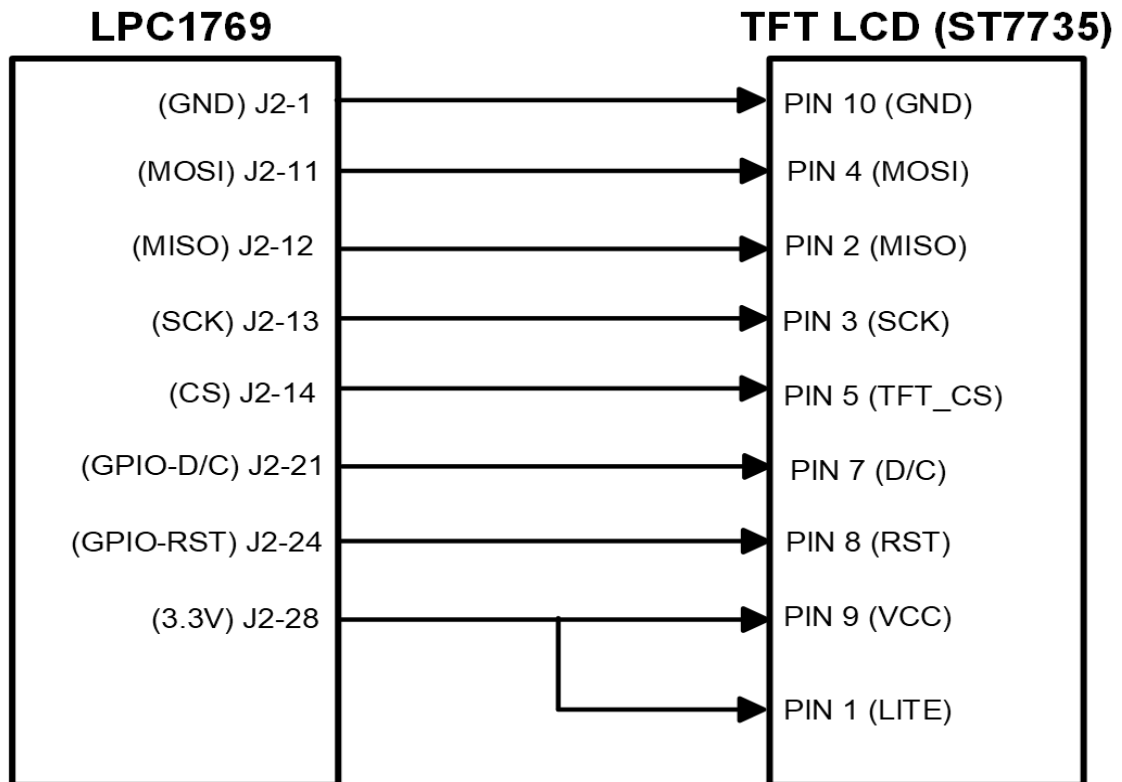 LPC1769 TFT LCD (ST7735)
(GND) J2-1 PIN 10 (GND)
(MOSI) J2-11 PIN 4 (MOSI)
(MISO) J2-12 PIN 2 (MISO)
(SCK) J2-13 PIN 3 (SCK)
(CS) J2-14 PIN 5 (TFT_CS)
(GPIO-D/C) J2-21 PIN 7 (D/C)
(GPIO-RST) J2-24 PIN 8 (RST)
(3.3V) J2-28 PIN 9 (VCC)
PIN 1 (LITE)